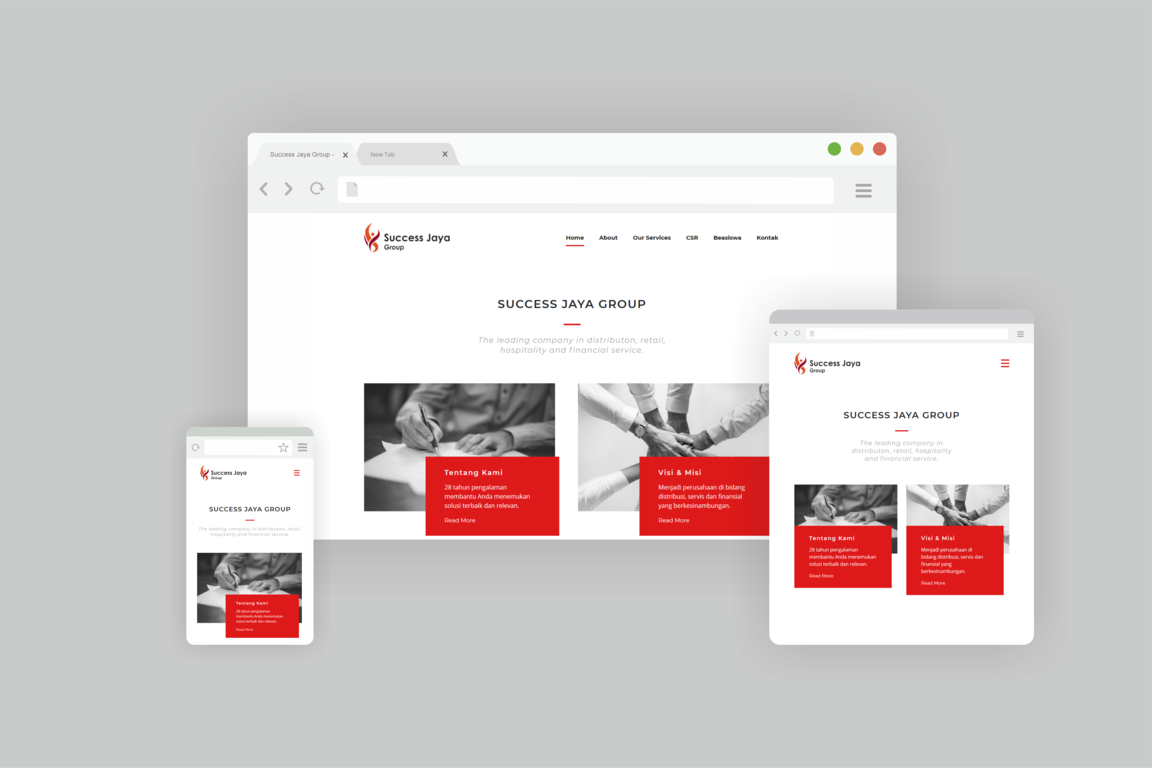 Success Jaya Group -
x
New Tab
x
Success Jaya
Group
Home About Our Services CSR Beasiswa Kontak
SUCCESS JAYA GROUP
The leading company in distributon, retail,
hospitality and financial service.
Tentang Kami
28 tahun pengalaman
membantu Anda menemukan
solusi terbaik dan relevan.
Read More
Visi & Misi
Menjadi perusahaan di bidang
distribusi, servis dan finansial
yang berkesinambungan.
Read More
Success Jaya
Group
SUCCESS JAYA GROUP
The leading company in
distributon, retail, hospitality
and financial service.
Tentang Kami
28 tahun pengalaman
membantu Anda menemukan
solusi terbaik dan relevan.
Read More
Visi & Misi
Menjadi perusahaan di
bidang distribusi, servis dan
finansial yang
berkesinambungan.
Read More
Success Jaya
Group
SUCCESS JAYA GROUP
The leading company in distributon, retail,
hospitality and financial service.
Tentang Kami
28 tahun pengalaman
membantu Anda menemukan
solusi terbaik dan relevan.
Read More